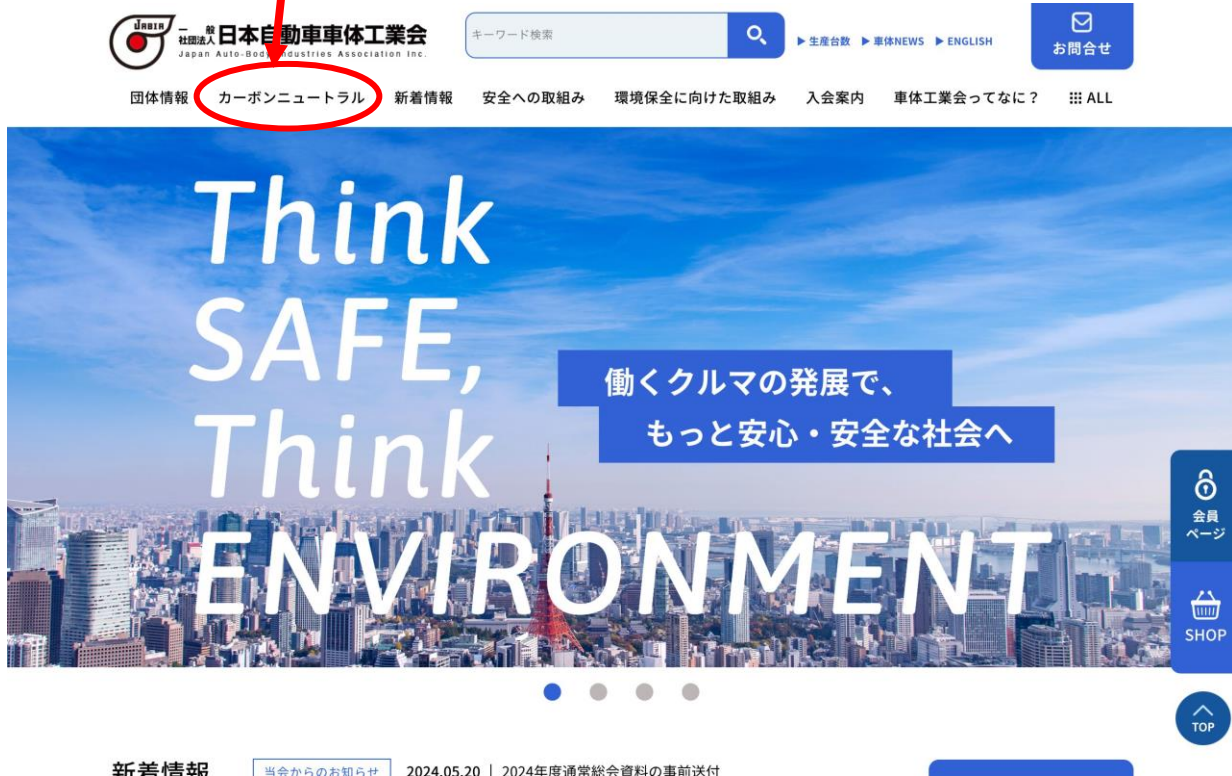 JABIA
一般社団法人 日本自動車車体工業会
Japan Auto-Body Industries Association Inc.
キーワード検索
▶ 生産台数 ▶ 車体NEWS ▶ ENGLISH
お問合せ
団体情報 カーボンニュートラル 新着情報 安全への取組み 環境保全に向けた取組み 入会案内 車体工業会ってなに？ ALL
Think
SAFE,
Think
ENVIRONMENT
働くクルマの発展で、
もっと安心・安全な社会へ
会員
ページ
SHOP
TOP
新着情報 当会からのお知らせ 2024.05.20 | 2024年度通常総会資料の事前送付